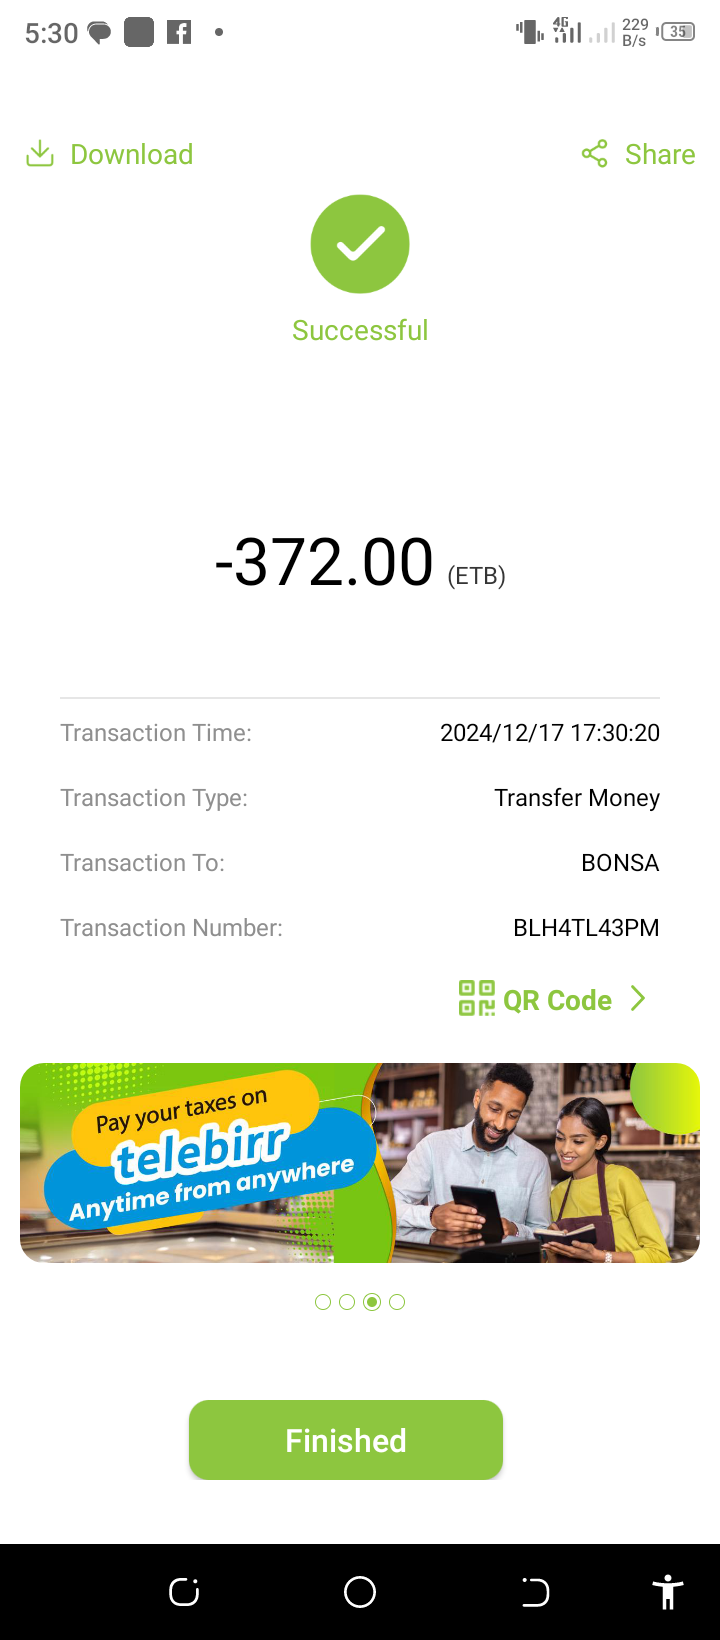 5:30
4G
229
B/s
35
Download
Share
Successful
-372.00 (ETB)
Transaction Time: 2024/12/17 17:30:20
Transaction Type: Transfer Money
Transaction To: BONSA
Transaction Number: BLH4TL43PM
QR Code
Pay your taxes on
telebirr
Anytime from anywhere
Finished